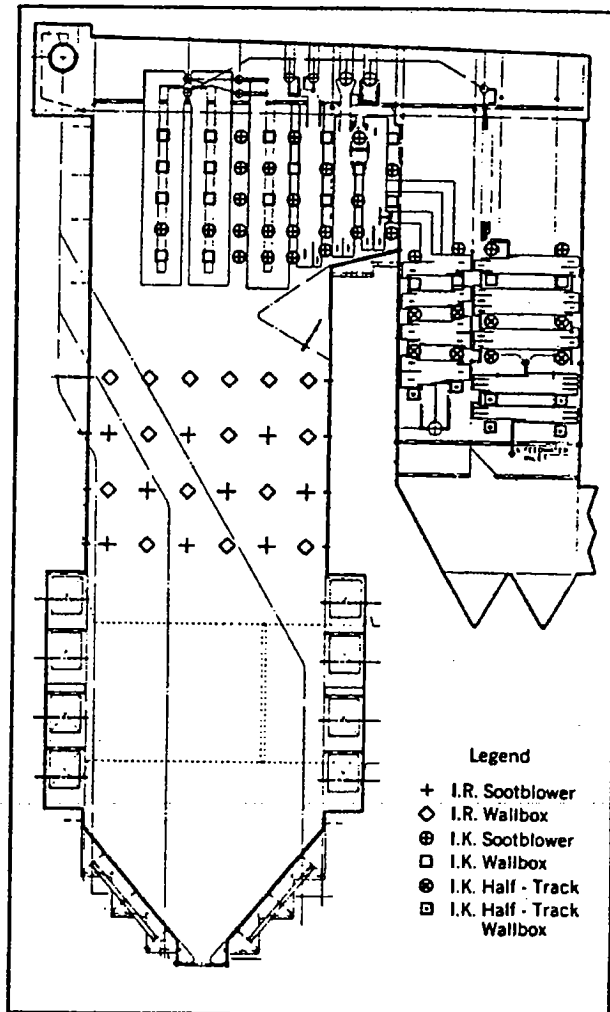 Legend
+ I.R. Sootblower
◇ I.R. Wallbox
⊕ I.K. Sootblower
□ I.K. Wallbox
⊗ I.K. Half - Track
⊡ I.K. Half - Track
Wallbox